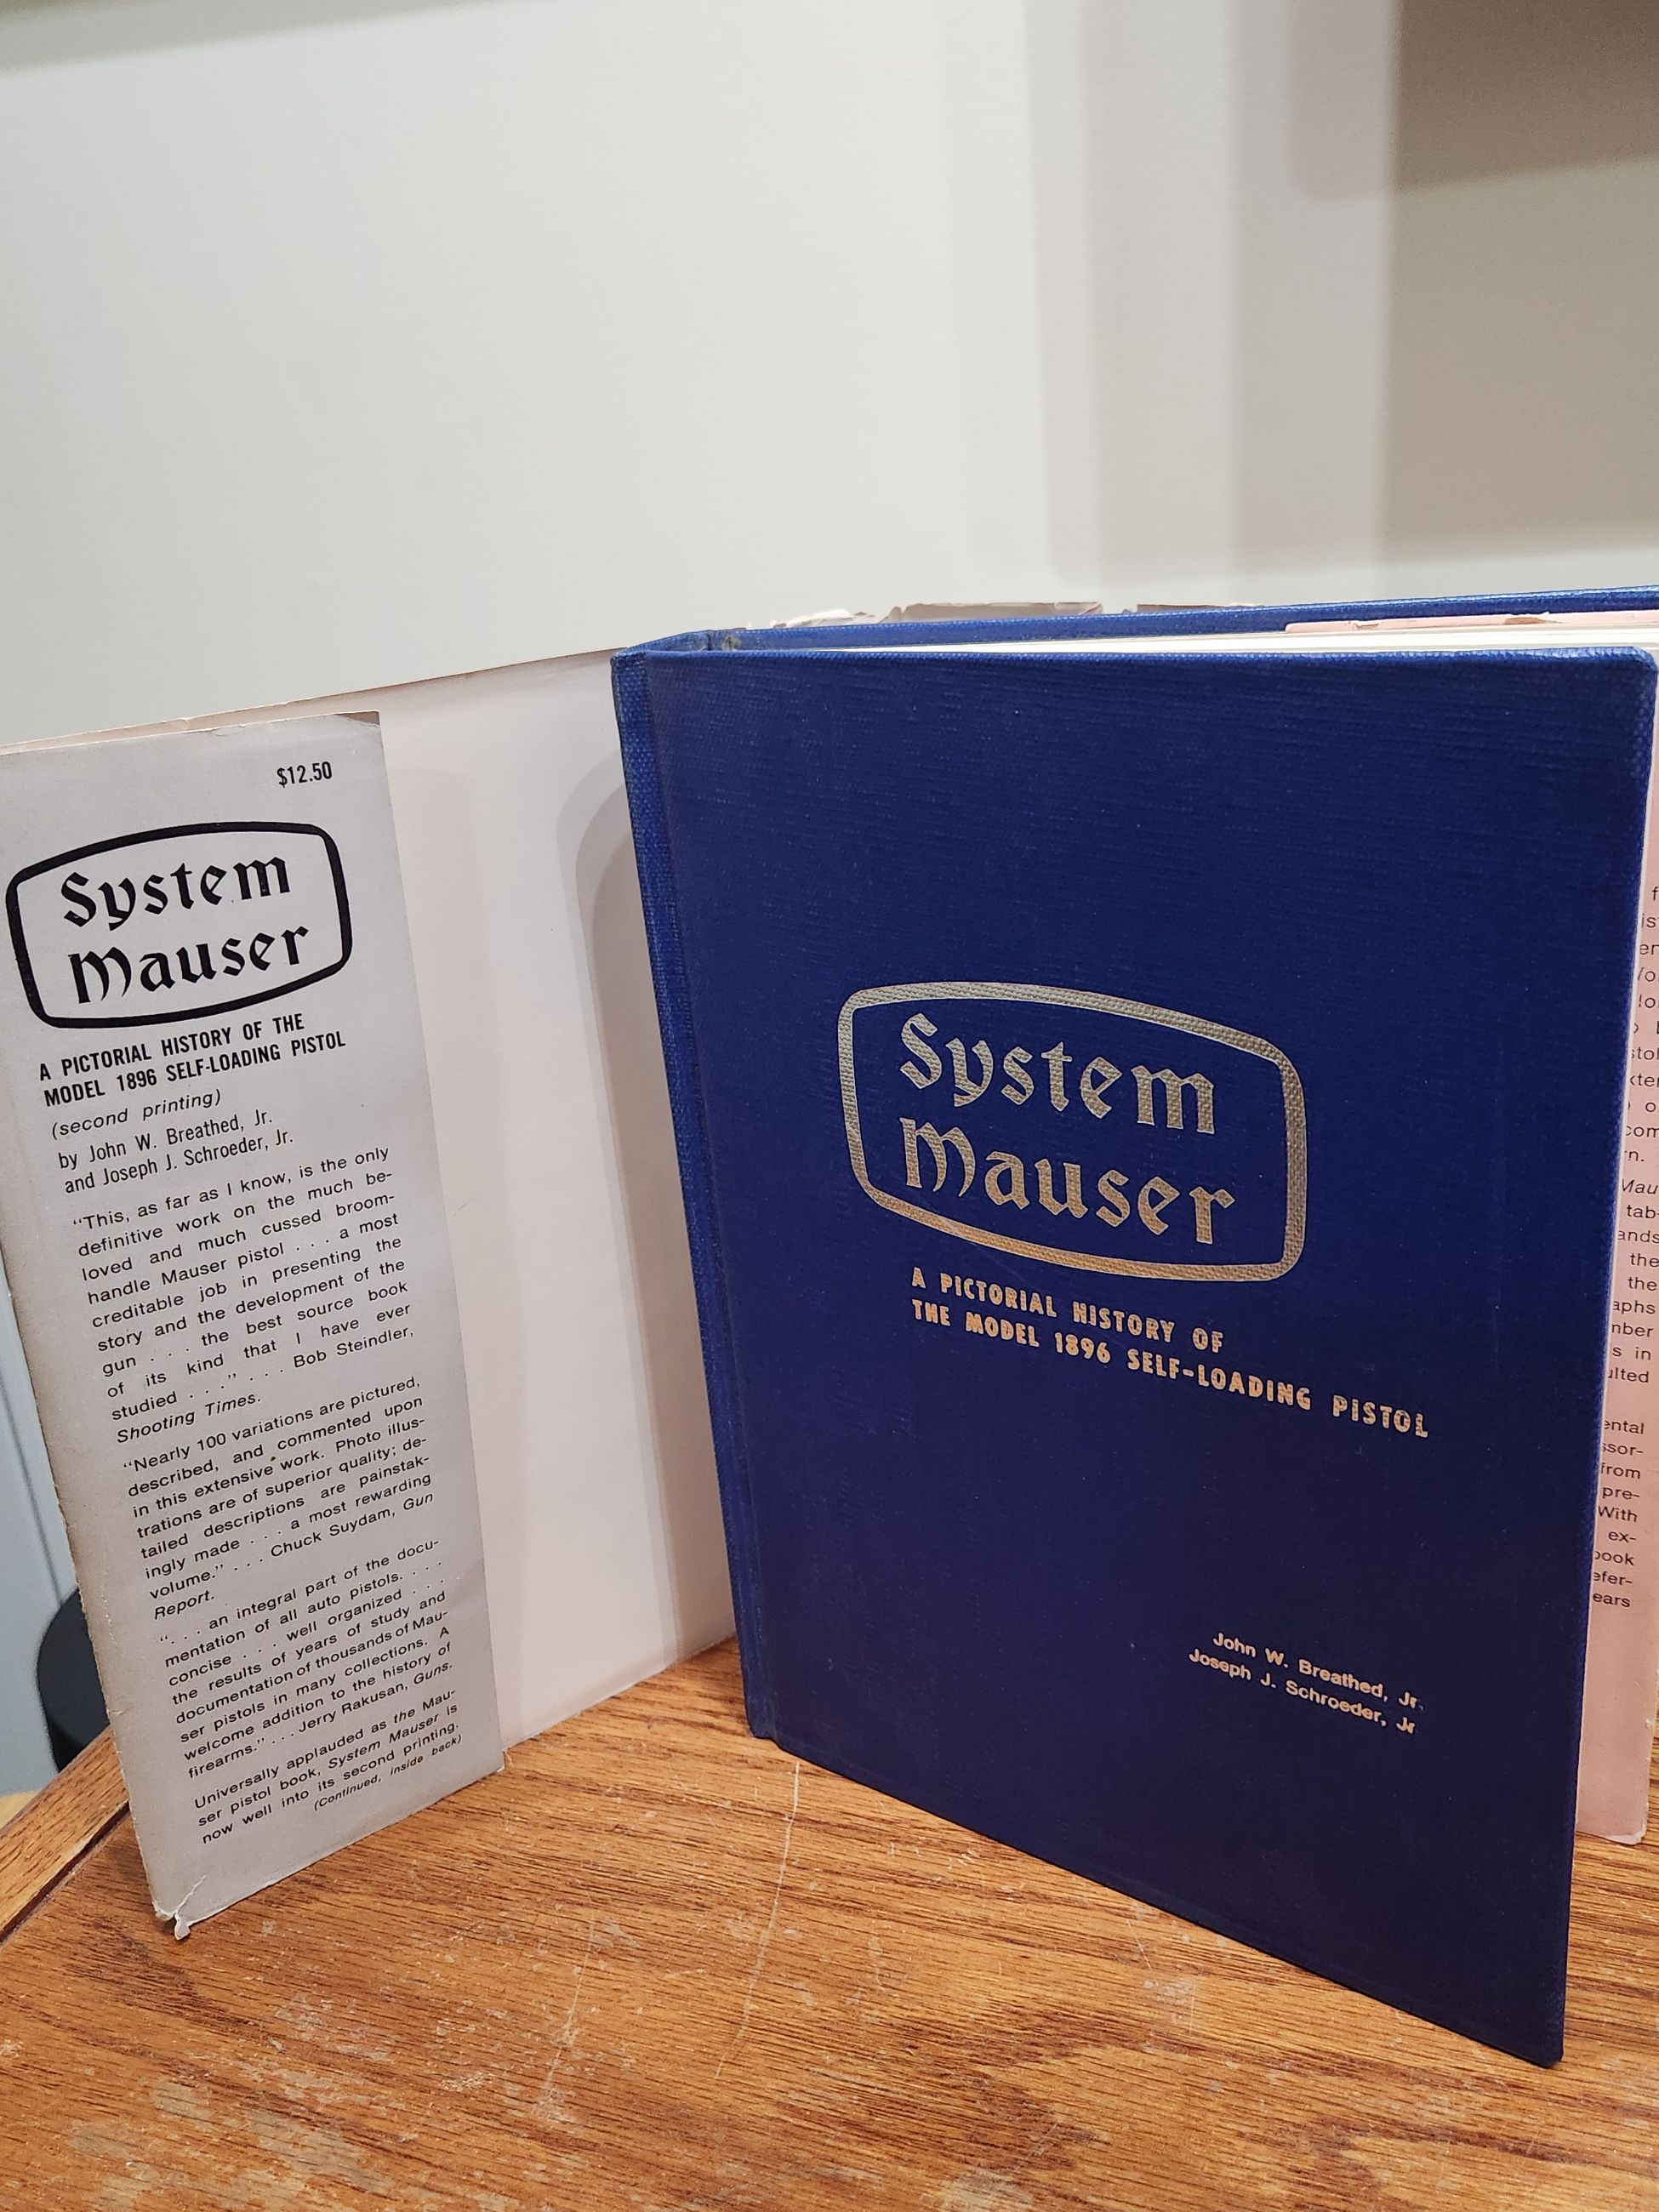 $12.50
System
Mauser
A PICTORIAL HISTORY OF THE
MODEL 1896 SELF-LOADING PISTOL
(second printing)
by John W. Breathed, Jr.
and Joseph J. Schroeder, Jr.
“This, as far as I know, is the only
definitive work on the much be-
loved and much cussed broom-
handle Mauser pistol . . . a most
creditable job in presenting the
story and the development of the
gun . . . the best source book
of its kind that I have ever
studied . . .” . . . Bob Steindler,
Shooting Times.
“Nearly 100 variations are pictured,
described, and commented upon
in this extensive work. Photo illus-
trations are of superior quality; de-
tailed descriptions are painstak-
ingly made . . . a most rewarding
volume.” . . . Chuck Suydam, Gun
Report.
“. . . an integral part of the docu-
mentation of all auto pistols. . . .
concise . . . well organized . . .
the results of years of study and
documentation of thousands of Mau-
ser pistols in many collections. A
welcome addition to the history of
firearms.” . . . Jerry Rakusan, Guns.
Universally applauded as the Mau-
ser pistol book, System Mauser is
now well into its second printing.
(Continued, inside back)
System
Mauser
A PICTORIAL HISTORY OF
THE MODEL 1896 SELF-LOADING PISTOL
John W. Breathed, Jr.
Joseph J. Schroeder, Jr
tab-
the
the
s in
from
pre-
With
ex-